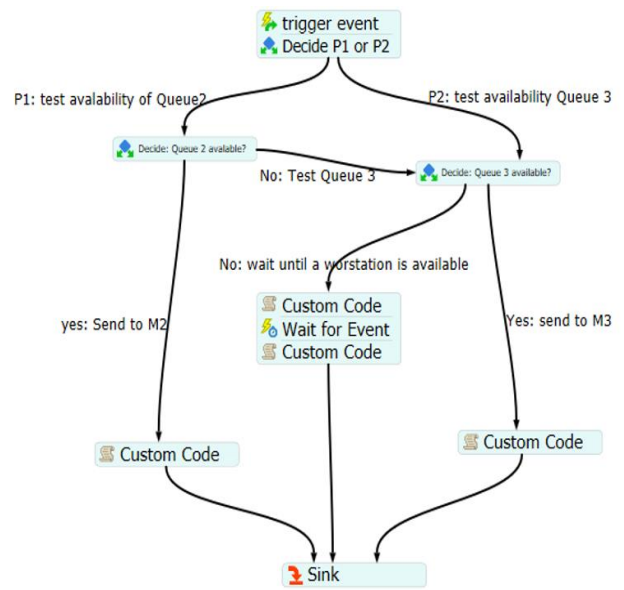 trigger event
Decide P1 or P2
P1: test avalability of Queue2
P2: test availability Queue 3
Decide: Queue 2 avalable?
Decide: Queue 3 available?
No: Test Queue 3
No: wait until a worstation is available
Custom Code
Wait for Event
Custom Code
yes: Send to M2
Yes: send to M3
Custom Code
Custom Code
Sink